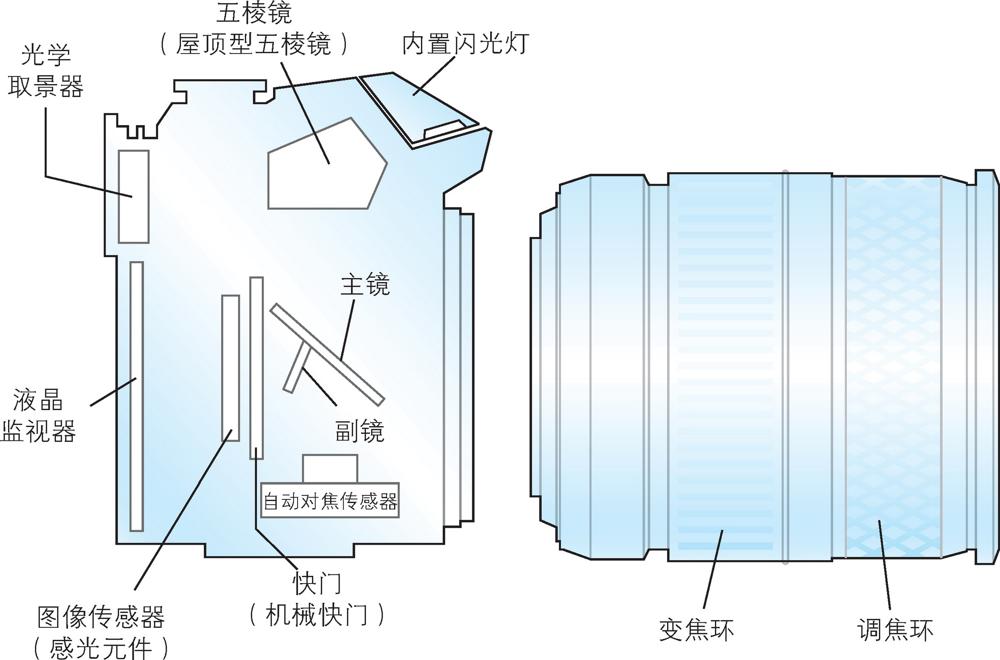 五棱镜
（屋顶型五棱镜）
内置闪光灯
光学
取景器
主镜
液晶
监视器
副镜
自动对焦传感器
快门
（机械快门）
图像传感器
（感光元件）
变焦环
调焦环